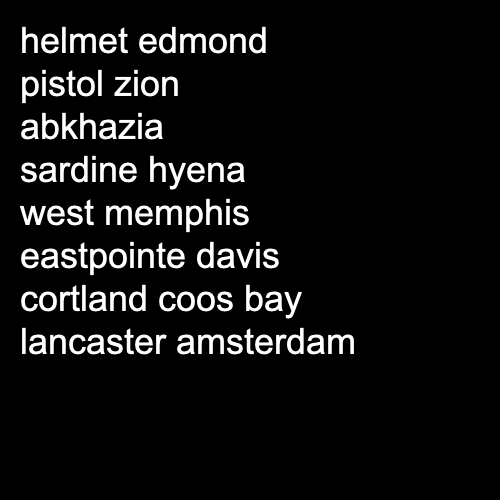 helmet edmond
pistol zion
abkhazia
sardine hyena
west memphis
eastpointe davis
cortland coos bay
lancaster amsterdam